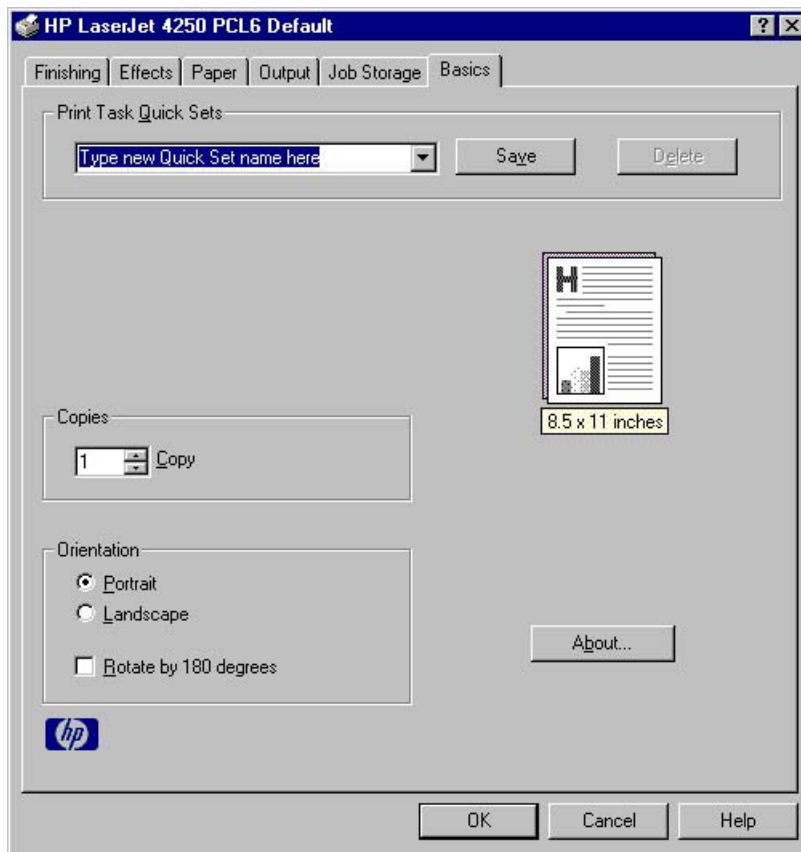 HP LaserJet 4250 PCL6 Default
Finishing Effects Paper Output Job Storage Basics
Print Task Quick Sets
Type new Quick Set name here Save Delete
H
8.5 x 11 inches
Copies
1 Copy
Orientation
Portrait
Landscape
Rotate by 180 degrees
About...
hp
OK Cancel Help